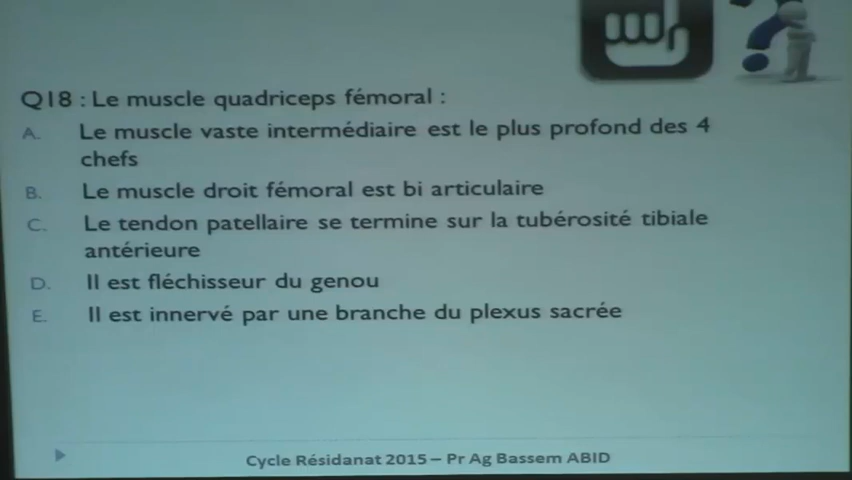 Q18 : Le muscle quadriceps fémoral :
A. Le muscle vaste intermédiaire est le plus profond des 4
chefs
B. Le muscle droit fémoral est bi articulaire
C. Le tendon patellaire se termine sur la tubérosité tibiale
antérieure
D. Il est fléchisseur du genou
E. Il est innervé par une branche du plexus sacrée
Cycle Résidanat 2015 – Pr Ag Bassem ABID